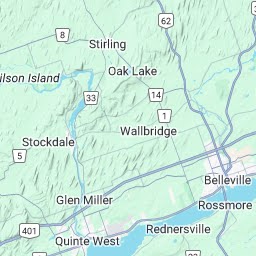 62
8
Stirling
Oak Lake
ilson Island
33
14
1
Wallbridge
Stockdale
5
Belleville
Glen Miller
Rossmore
401
Rednersville
33
Quinte West